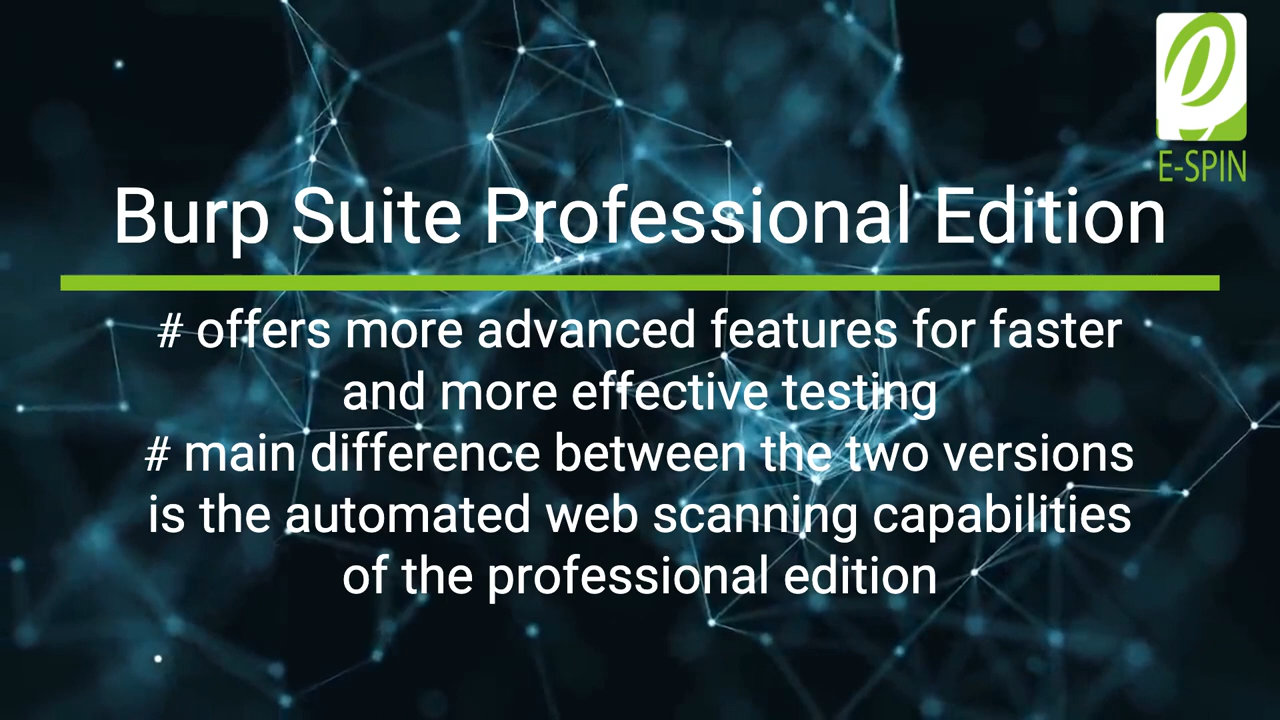 E-SPIN
Burp Suite Professional Edition
# offers more advanced features for faster
and more effective testing
# main difference between the two versions
is the automated web scanning capabilities
of the professional edition